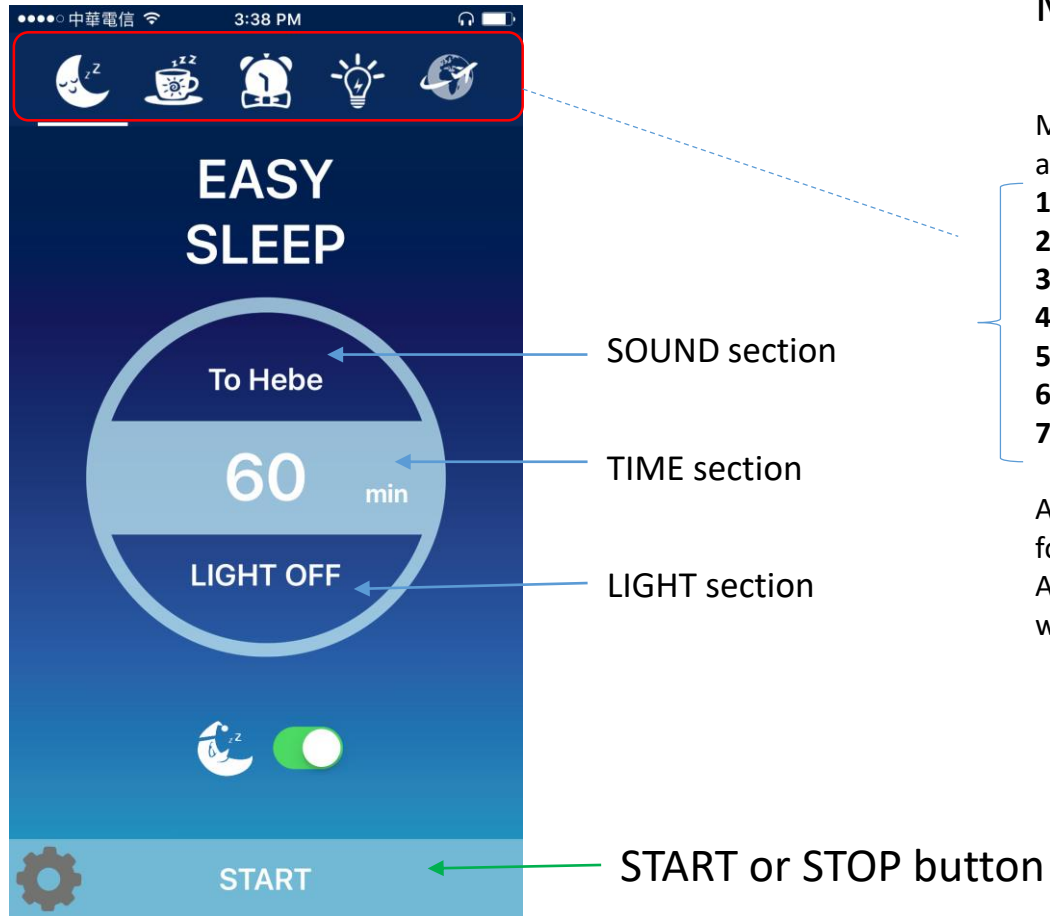 中華電信
3:38 PM
EASY
SLEEP
To Hebe
60 min
LIGHT OFF
START
SOUND section
TIME section
LIGHT section
START or STOP button
1
2
3
4
5
6
7